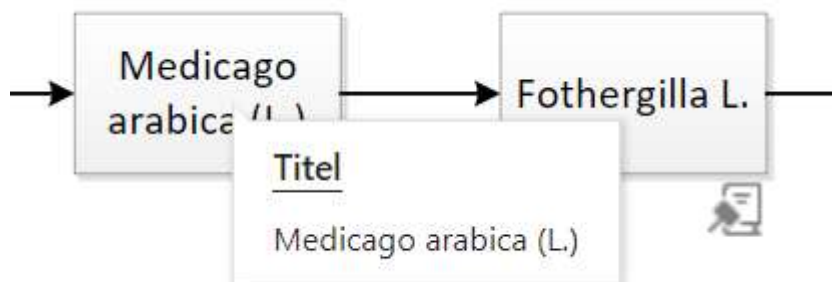 Medicago
arabica (L.)
Fothergilla L.
Titel
Medicago arabica (L.)